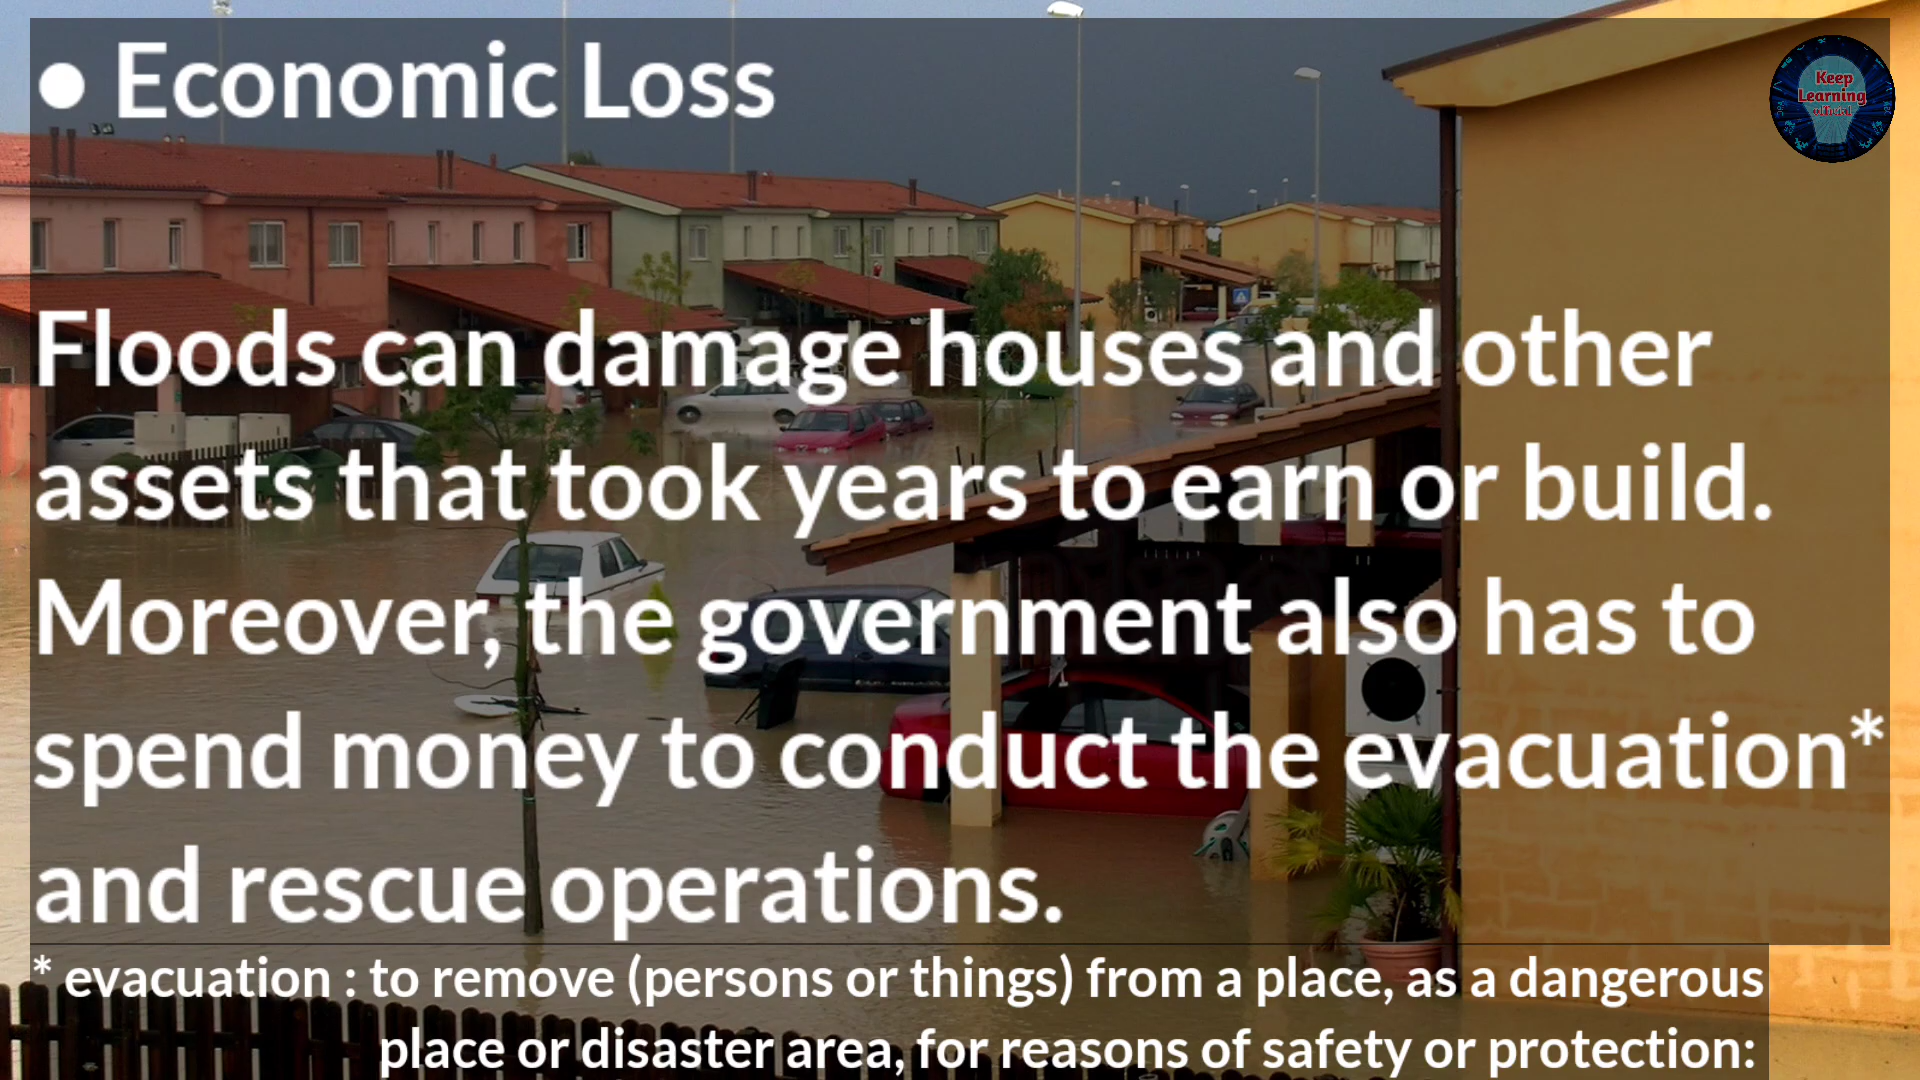 • Economic Loss
Keep
Learning
official
Floods can damage houses and other
assets that took years to earn or build.
Moreover, the government also has to
spend money to conduct the evacuation*
and rescue operations.
* evacuation : to remove (persons or things) from a place, as a dangerous
place or disaster area, for reasons of safety or protection: